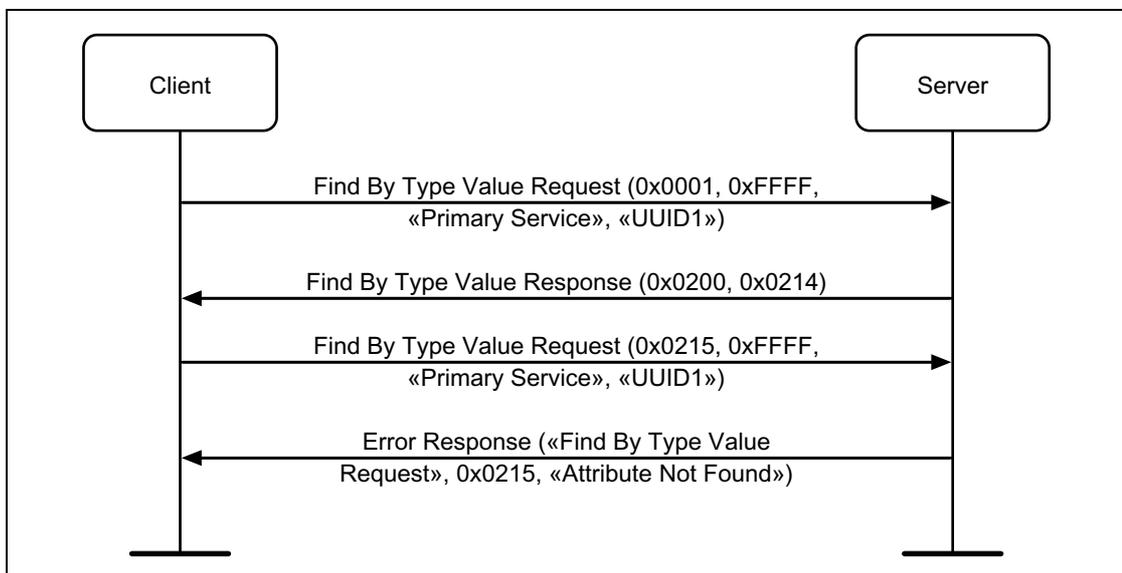 Client
Server
Find By Type Value Request (0x0001, 0xFFFF,
«Primary Service», «UUID1»)
Find By Type Value Response (0x0200, 0x0214)
Find By Type Value Request (0x0215, 0xFFFF,
«Primary Service», «UUID1»)
Error Response («Find By Type Value
Request», 0x0215, «Attribute Not Found»)